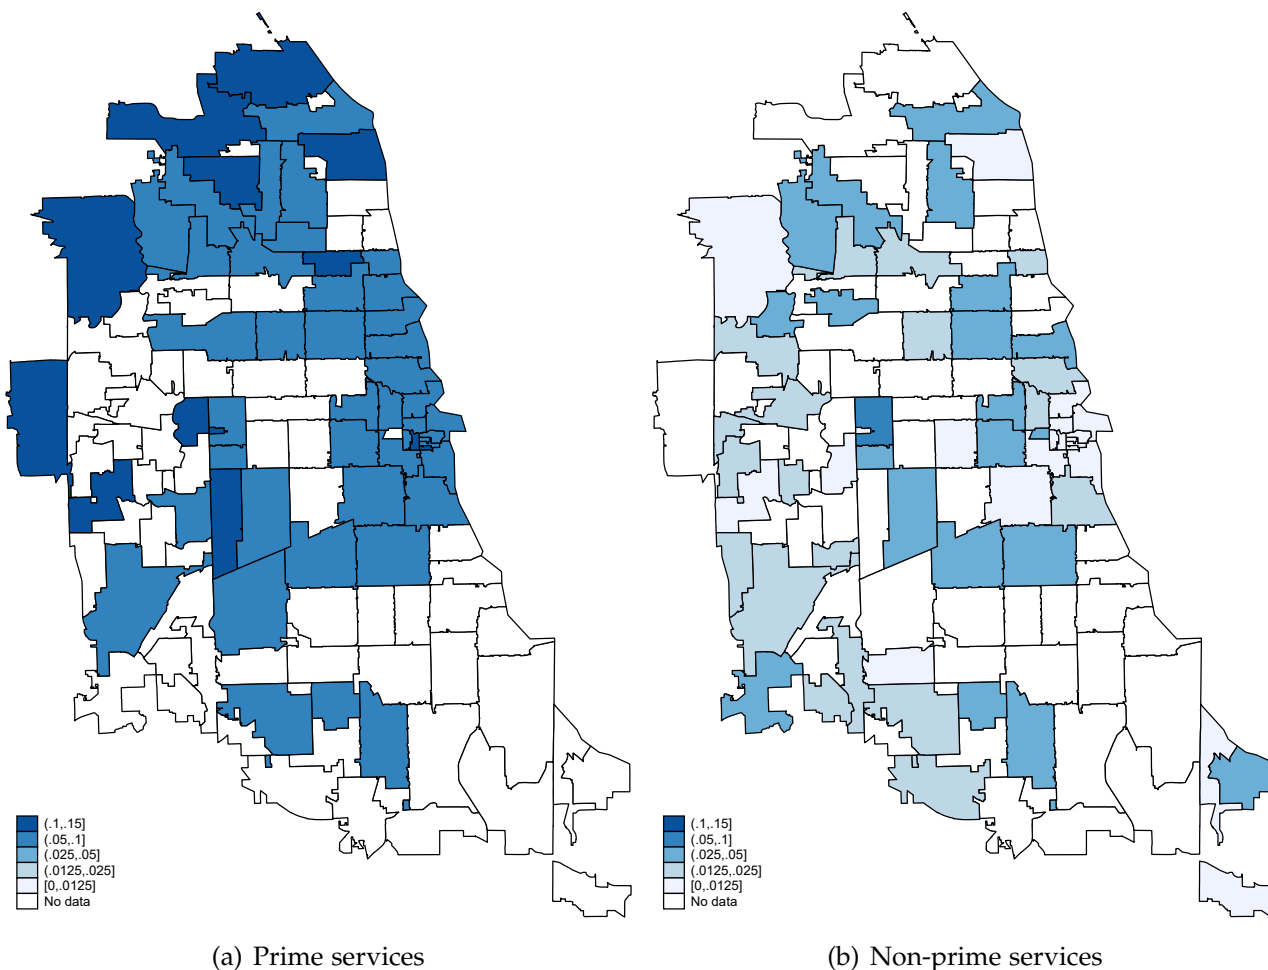 (.1,.15]
(.05,.1]
(.025,.05]
(.0125,.025]
[0,.0125]
No data
(a) Prime services
(.1,.15]
(.05,.1]
(.025,.05]
(.0125,.025]
[0,.0125]
No data
(b) Non-prime services